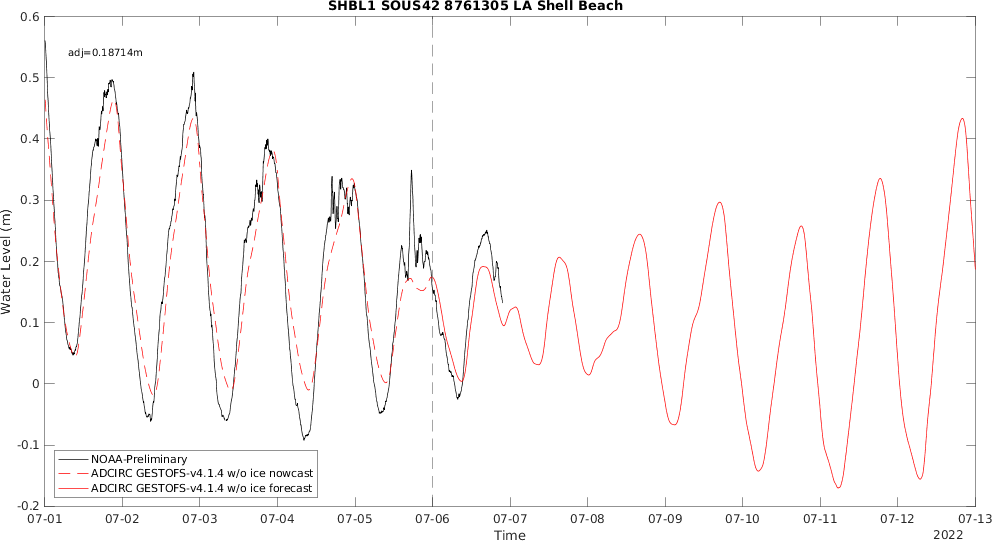 SHBL1 SOUS42 8761305 LA Shell Beach
adj=0.18714m
0.6
0.5
0.4
0.3
0.2
0.1
0
-0.1
-0.2
Water Level (m)
NOAA-Preliminary
ADCIRC GESTOFS-v4.1.4 w/o ice nowcast
ADCIRC GESTOFS-v4.1.4 w/o ice forecast
07-01 07-02 07-03 07-04 07-05 07-06 07-07 07-08 07-09 07-10 07-11 07-12 07-13
Time
2022